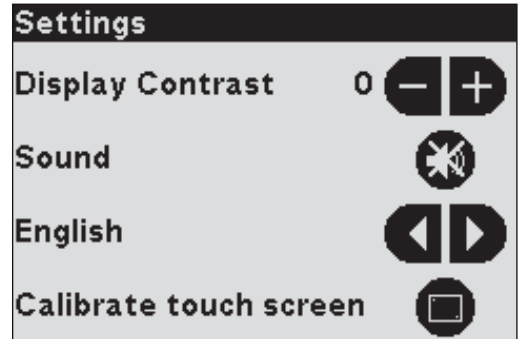 Settings
Display Contrast 0 − +
Sound
English
Calibrate touch screen